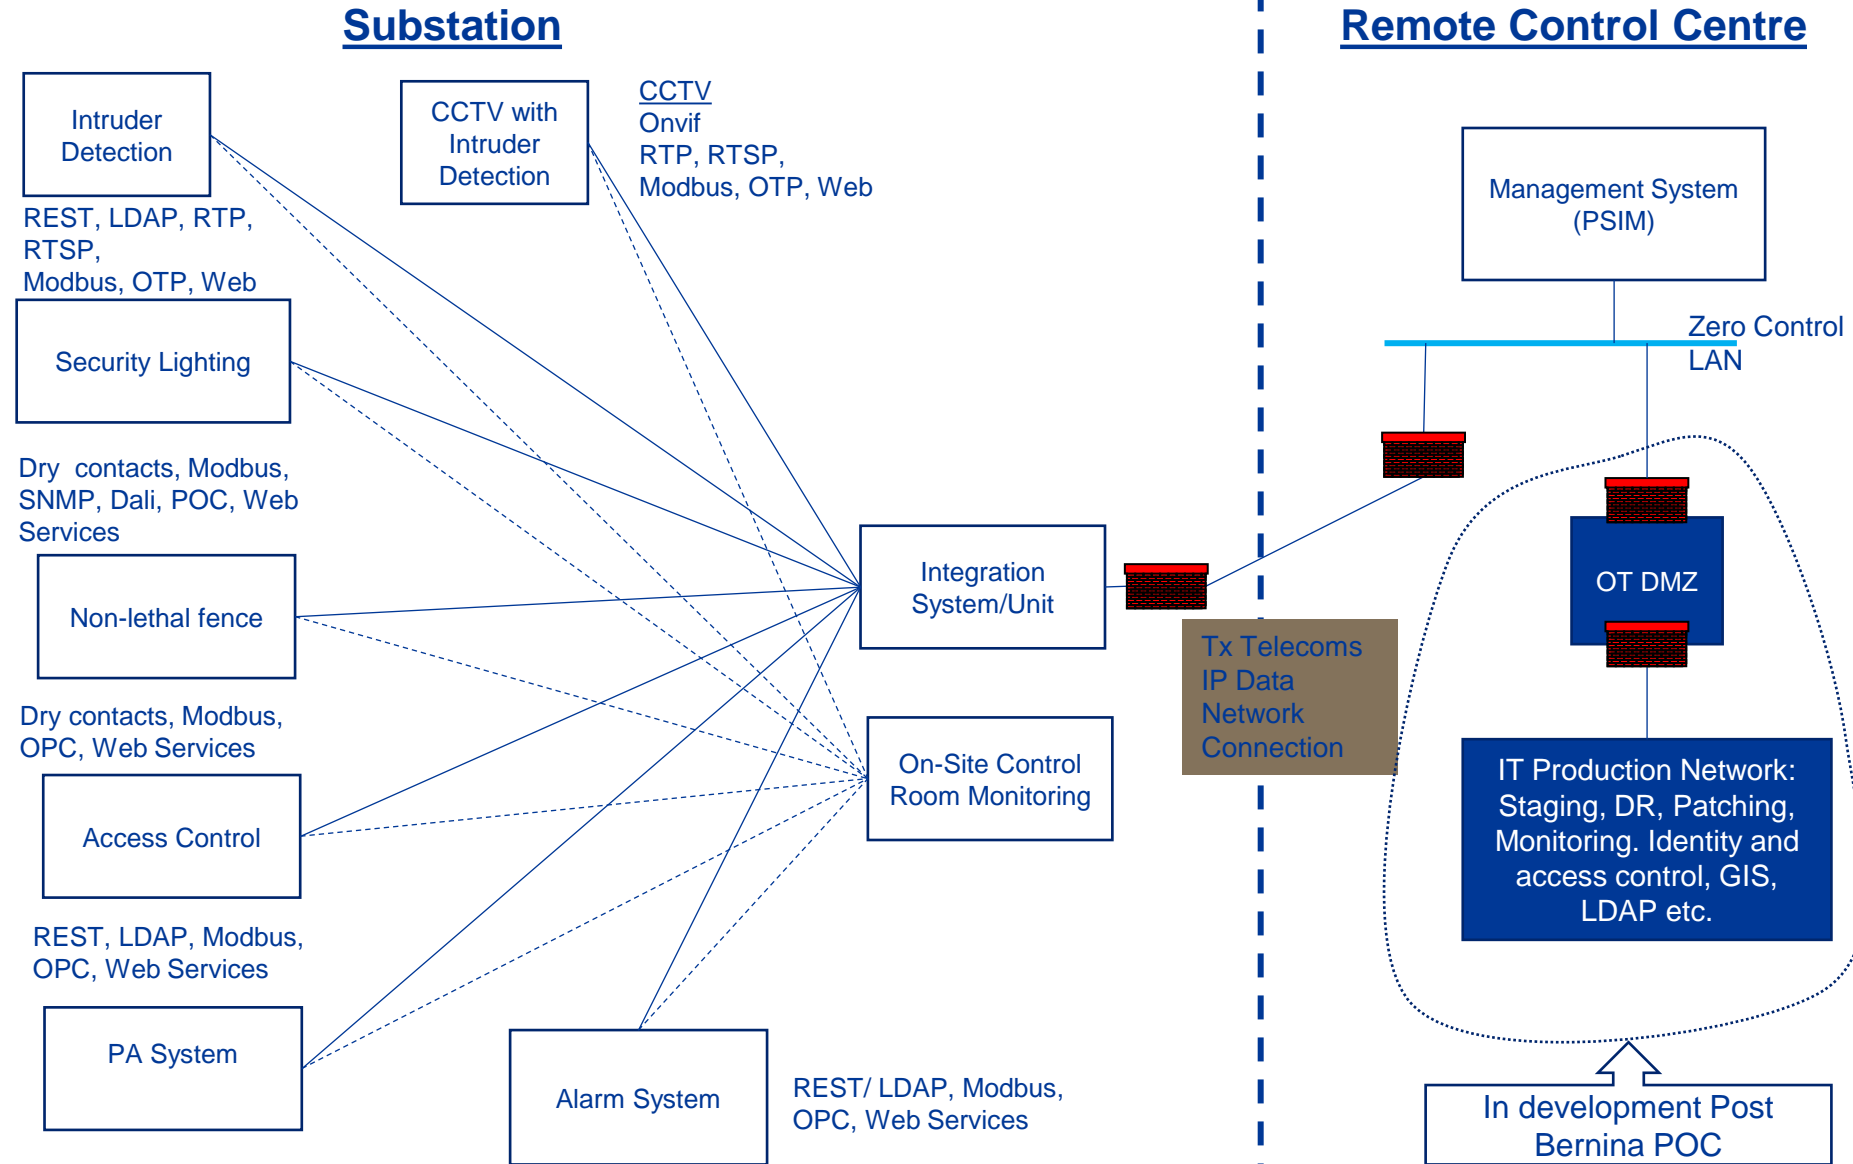 Substation
Remote Control Centre
Intruder
Detection
CCTV with
Intruder
Detection
CCTV
Onvif
RTP, RTSP,
Modbus, OTP, Web
Management System
(PSIM)
REST, LDAP, RTP,
RTSP,
Modbus, OTP, Web
Zero Control
LAN
Security Lighting
Dry  contacts, Modbus,
SNMP, Dali, POC, Web
Services
Integration
System/Unit
OT DMZ
Non-lethal fence
Tx Telecoms
IP Data
Network
Connection
Dry contacts, Modbus,
OPC, Web Services
On-Site Control
Room Monitoring
IT Production Network:
Staging, DR, Patching,
Monitoring. Identity and
access control, GIS,
LDAP etc.
Access Control
REST, LDAP, Modbus,
OPC, Web Services
PA System
Alarm System
REST/ LDAP, Modbus,
OPC, Web Services
In development Post
Bernina POC